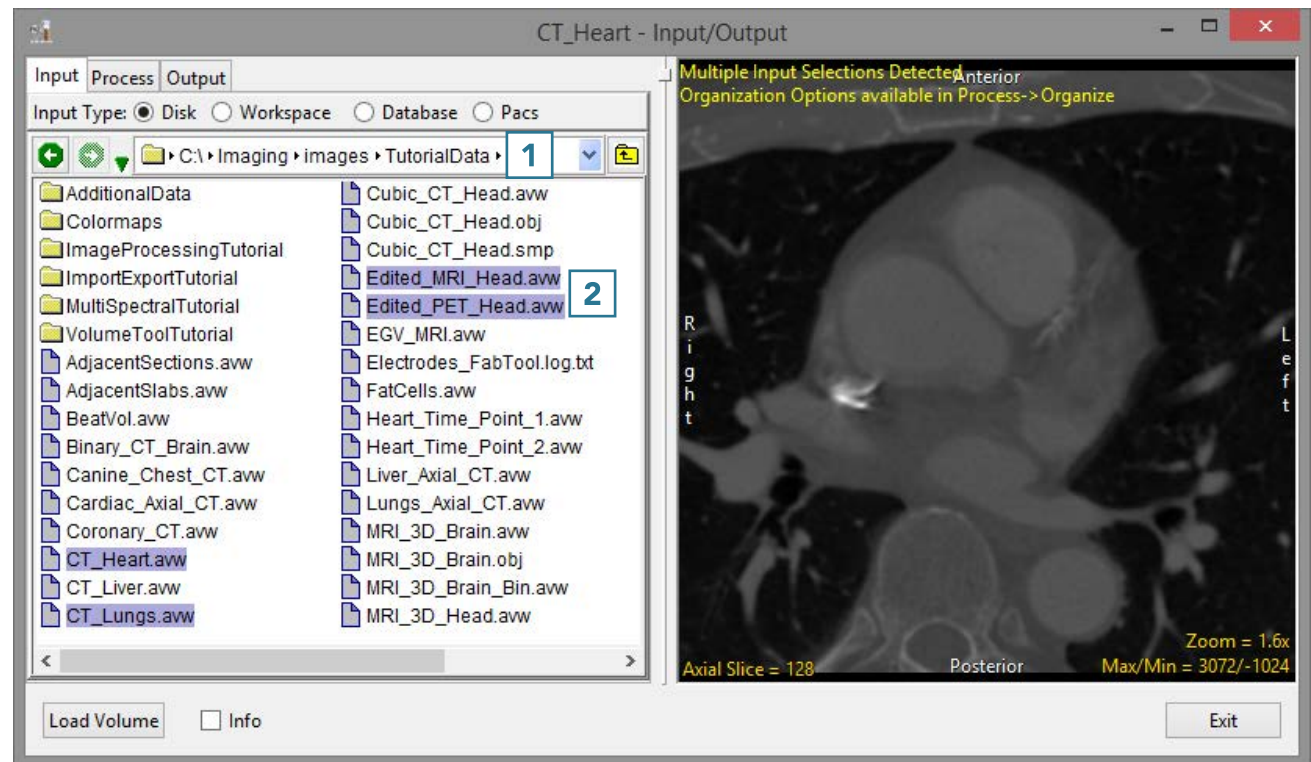 CT_Heart - Input/Output
Input Process Output
Input Type: Disk Workspace Database Pacs
C:\ Imaging images TutorialData 1
AdditionalData
Colormaps
ImageProcessingTutorial
ImportExportTutorial
MultiSpectralTutorial
VolumeToolTutorial
AdjacentSections.avw
AdjacentSlabs.avw
BeatVol.avw
Binary_CT_Brain.avw
Canine_Chest_CT.avw
Cardiac_Axial_CT.avw
Coronary_CT.avw
CT_Heart.avw
CT_Liver.avw
CT_Lungs.avw
Cubic_CT_Head.avw
Cubic_CT_Head.obj
Cubic_CT_Head.smp
Edited_MRI_Head.avw
2
Edited_PET_Head.avw
EGV_MRI.avw
Electrodes_FabTool.log.txt
FatCells.avw
Heart_Time_Point_1.avw
Heart_Time_Point_2.avw
Liver_Axial_CT.avw
Lungs_Axial_CT.avw
MRI_3D_Brain.avw
MRI_3D_Brain.obj
MRI_3D_Brain_Bin.avw
MRI_3D_Head.avw
Multiple Input Selections Detected
Anterior
Organization Options available in Process->Organize
Right
Left
Zoom = 1.6x
Axial Slice = 128 Posterior Max/Min = 3072/-1024
Load Volume Info Exit